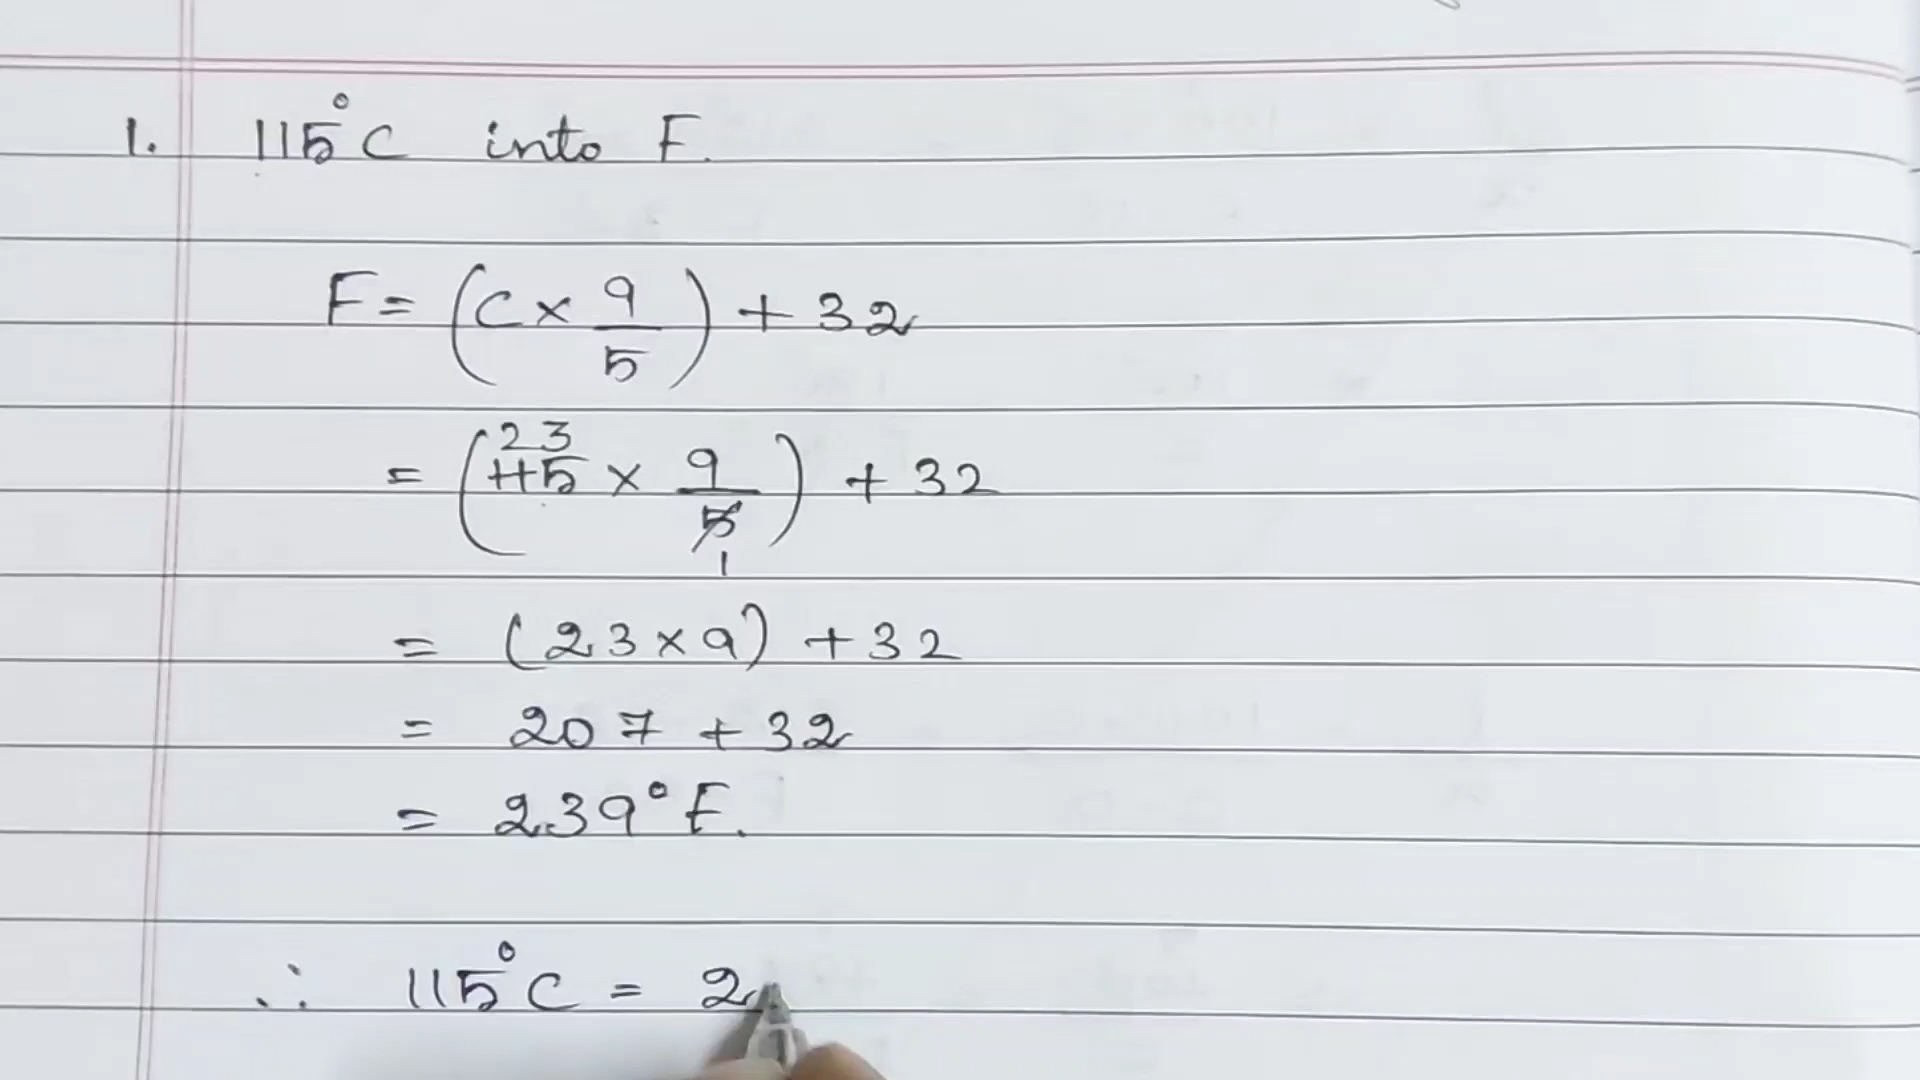 1. 115°C into F.
F = (C × 9/5) + 32
= (115 23 × 9/5 1) + 32
= (23 × 9) + 32
= 207 + 32
= 239°F.
∴ 115°C = 2